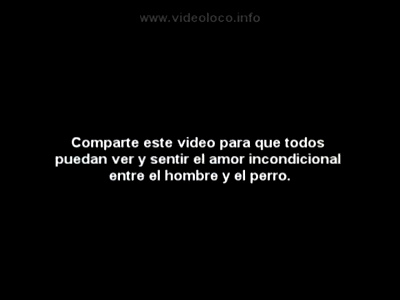 www.videoloco.info
Comparte este video para que todos
puedan ver y sentir el amor incondicional
entre el hombre y el perro.